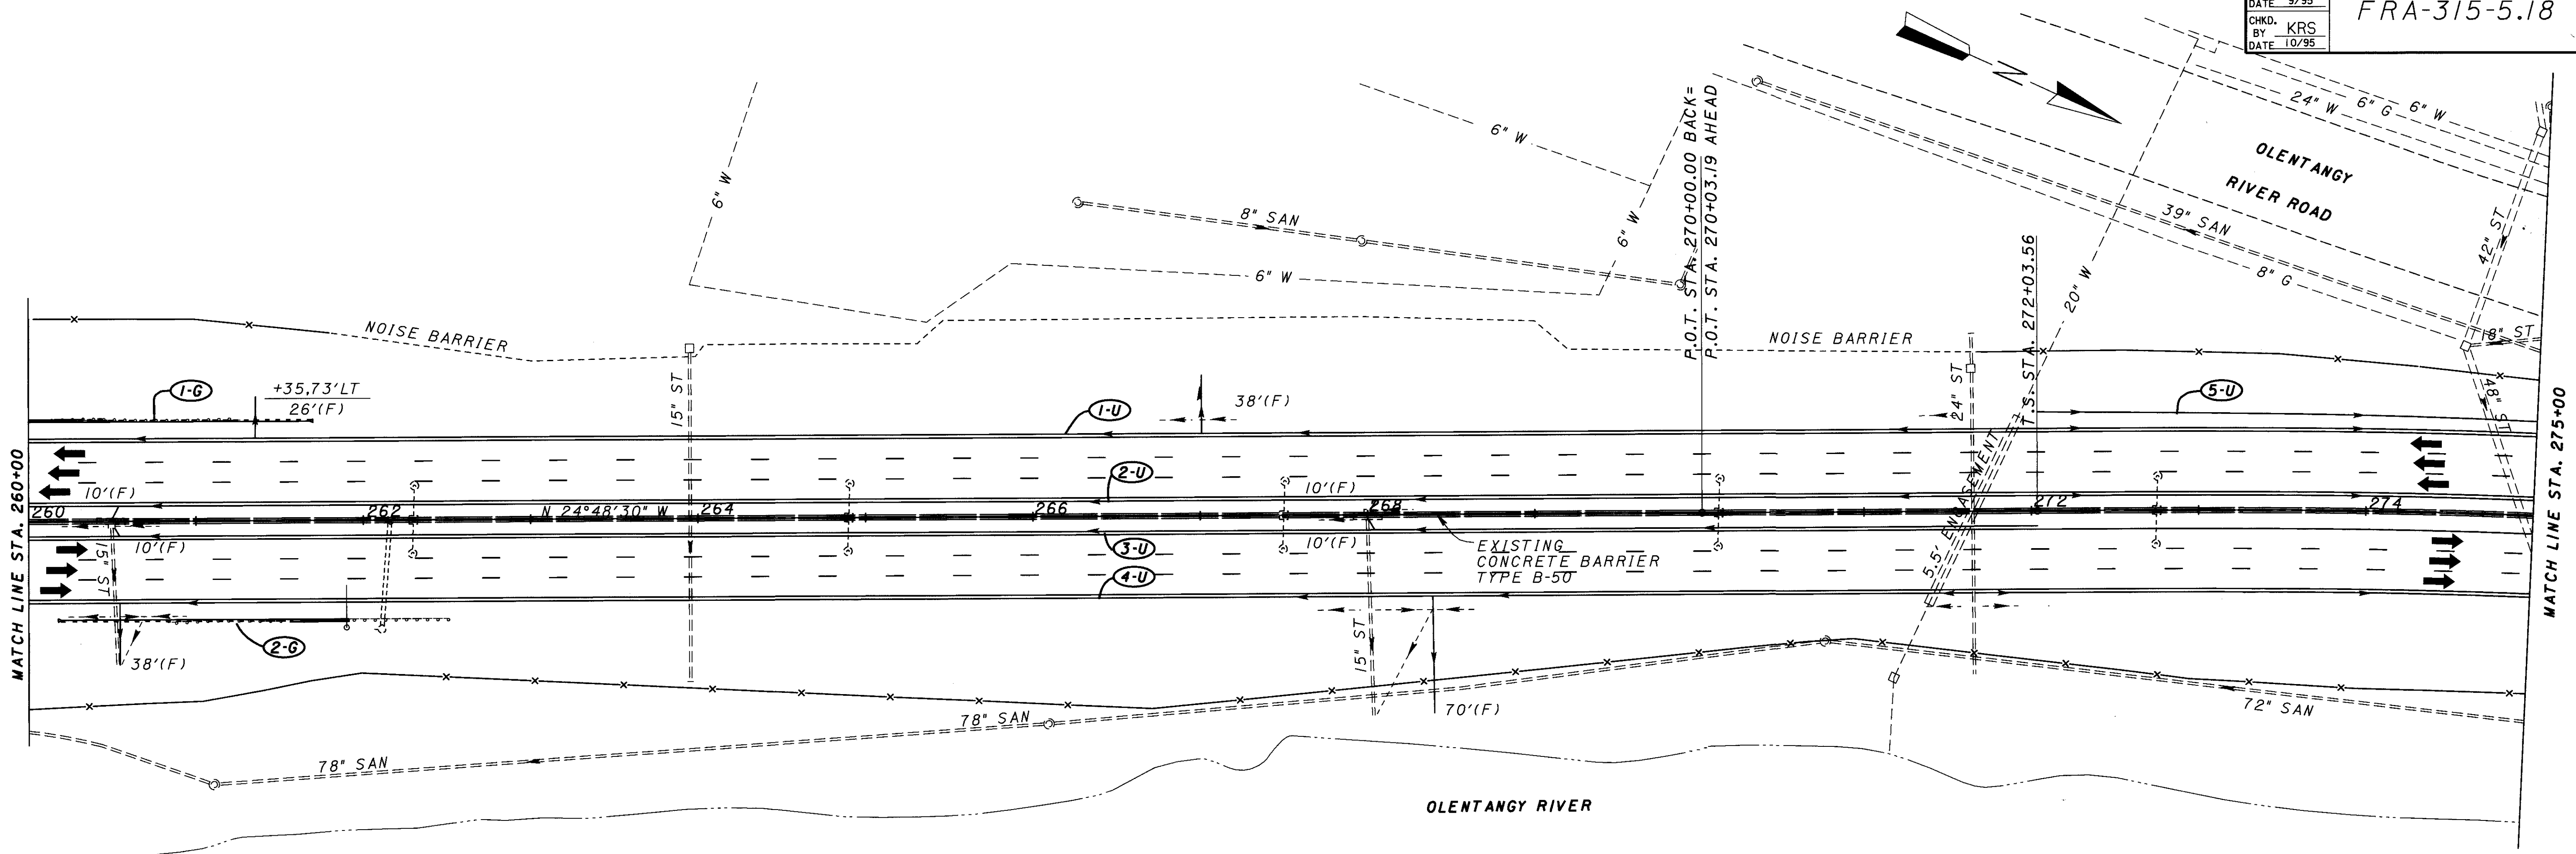 DATE 9/95
CHKD.
BY KRS
DATE 10/95
FRA-315-5.18
N
24" W
6" G
6" W
OLENTANGY
RIVER ROAD
6" W
6" W
8" SAN
6" W
6" W
P.O.T. STA. 270+00.00 BACK=
P.O.T. STA. 270+03.19 AHEAD
T.S. STA. 272+03.56
20" W
39" SAN
8" G
42" ST
18" ST
48" ST
NOISE BARRIER
NOISE BARRIER
1-G
+35,73'LT
26'(F)
15" ST
1-U
38'(F)
24" ST
5-U
MATCH LINE STA. 260+00
MATCH LINE STA. 275+00
10'(F)
2-U
10'(F)
260
262
N 24°48'30" W
264
266
268
272
274
15" ST
10'(F)
3-U
10'(F)
EXISTING
CONCRETE BARRIER
TYPE B-50
5.5' ENCASEMENT
4-U
2-G
38'(F)
15" ST
70'(F)
78" SAN
72" SAN
78" SAN
OLENTANGY RIVER